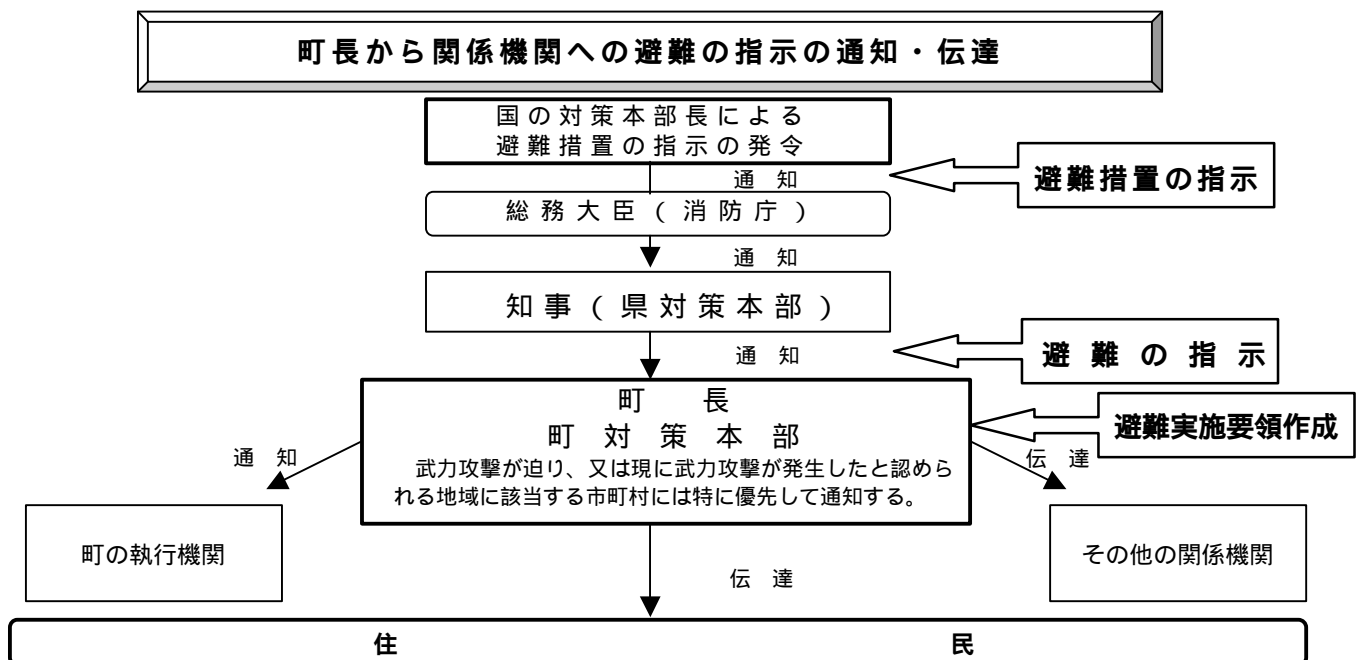 町長から関係機関への避難の指示の通知・伝達
国の対策本部長による
避難措置の指示の発令
通 知
避難措置の指示
総務大臣(消防庁)
通 知
知事(県対策本部)
通 知
避難の指示
町 長
町 対 策 本 部
武力攻撃が迫り、又は現に武力攻撃が発生したと認めら
れる地域に該当する市町村には特に優先して通知する。
避難実施要領作成
通 知
伝 達
町の執行機関
その他の関係機関
伝 達
住 民